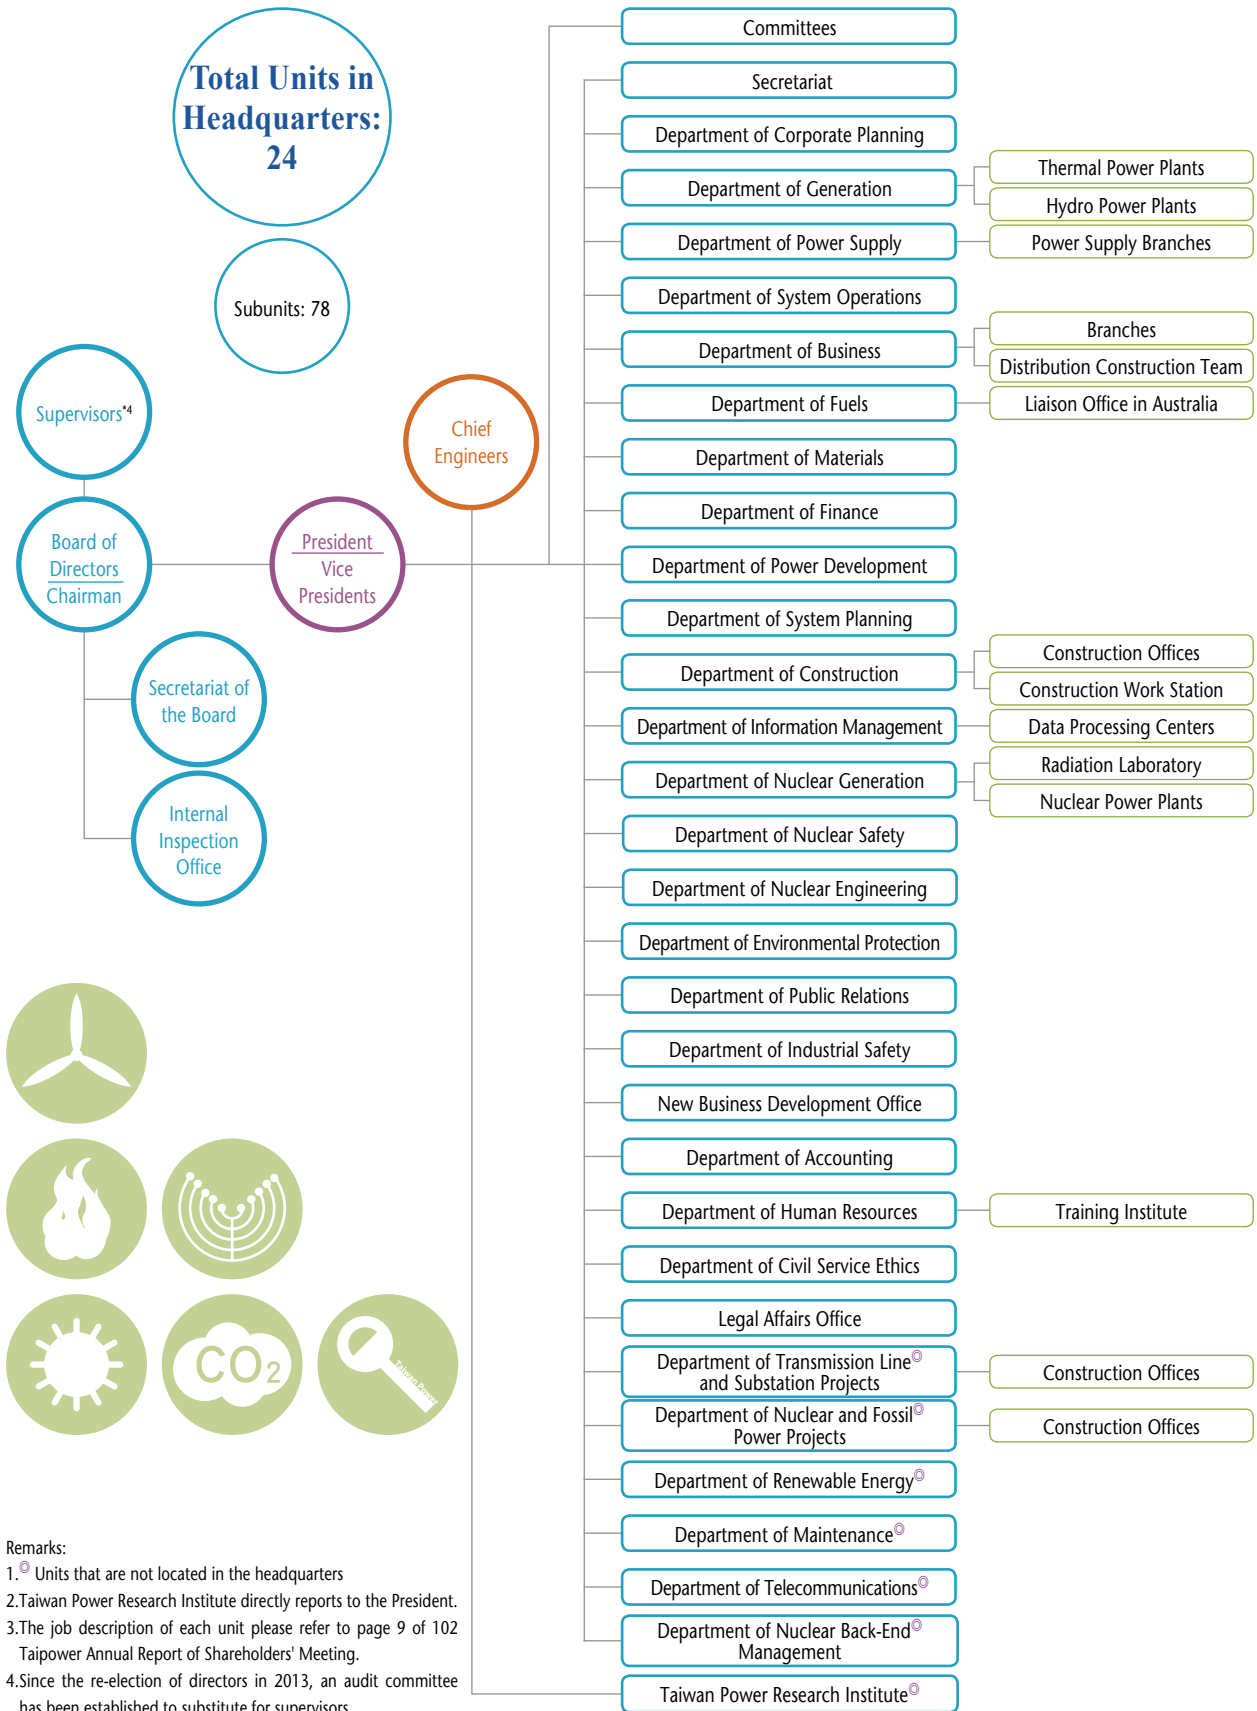 Total Units in
Headquarters:
24
Subunits: 78
Supervisors*4
Board of
Directors
Chairman
President
Vice
Presidents
Chief
Engineers
Secretariat of
the Board
Internal
Inspection
Office
Committees
Secretariat
Department of Corporate Planning
Department of Generation
Thermal Power Plants
Hydro Power Plants
Department of Power Supply
Power Supply Branches
Department of System Operations
Department of Business
Branches
Distribution Construction Team
Department of Fuels
Liaison Office in Australia
Department of Materials
Department of Finance
Department of Power Development
Department of System Planning
Department of Construction
Construction Offices
Construction Work Station
Department of Information Management
Data Processing Centers
Department of Nuclear Generation
Radiation Laboratory
Nuclear Power Plants
Department of Nuclear Safety
Department of Nuclear Engineering
Department of Environmental Protection
Department of Public Relations
Department of Industrial Safety
New Business Development Office
Department of Accounting
Department of Human Resources
Training Institute
Department of Civil Service Ethics
Legal Affairs Office
Department of Transmission Line◎
and Substation Projects
Construction Offices
Department of Nuclear and Fossil◎
Power Projects
Construction Offices
Department of Renewable Energy◎
Department of Maintenance◎
Department of Telecommunications◎
Department of Nuclear Back-End◎
Management
Taiwan Power Research Institute◎
CO2
Taiwan Power
Remarks:
1.◎ Units that are not located in the headquarters
2.Taiwan Power Research Institute directly reports to the President.
3.The job description of each unit please refer to page 9 of 102
Taipower Annual Report of Shareholders' Meeting.
4.Since the re-election of directors in 2013, an audit committee
has been established to substitute for supervisors